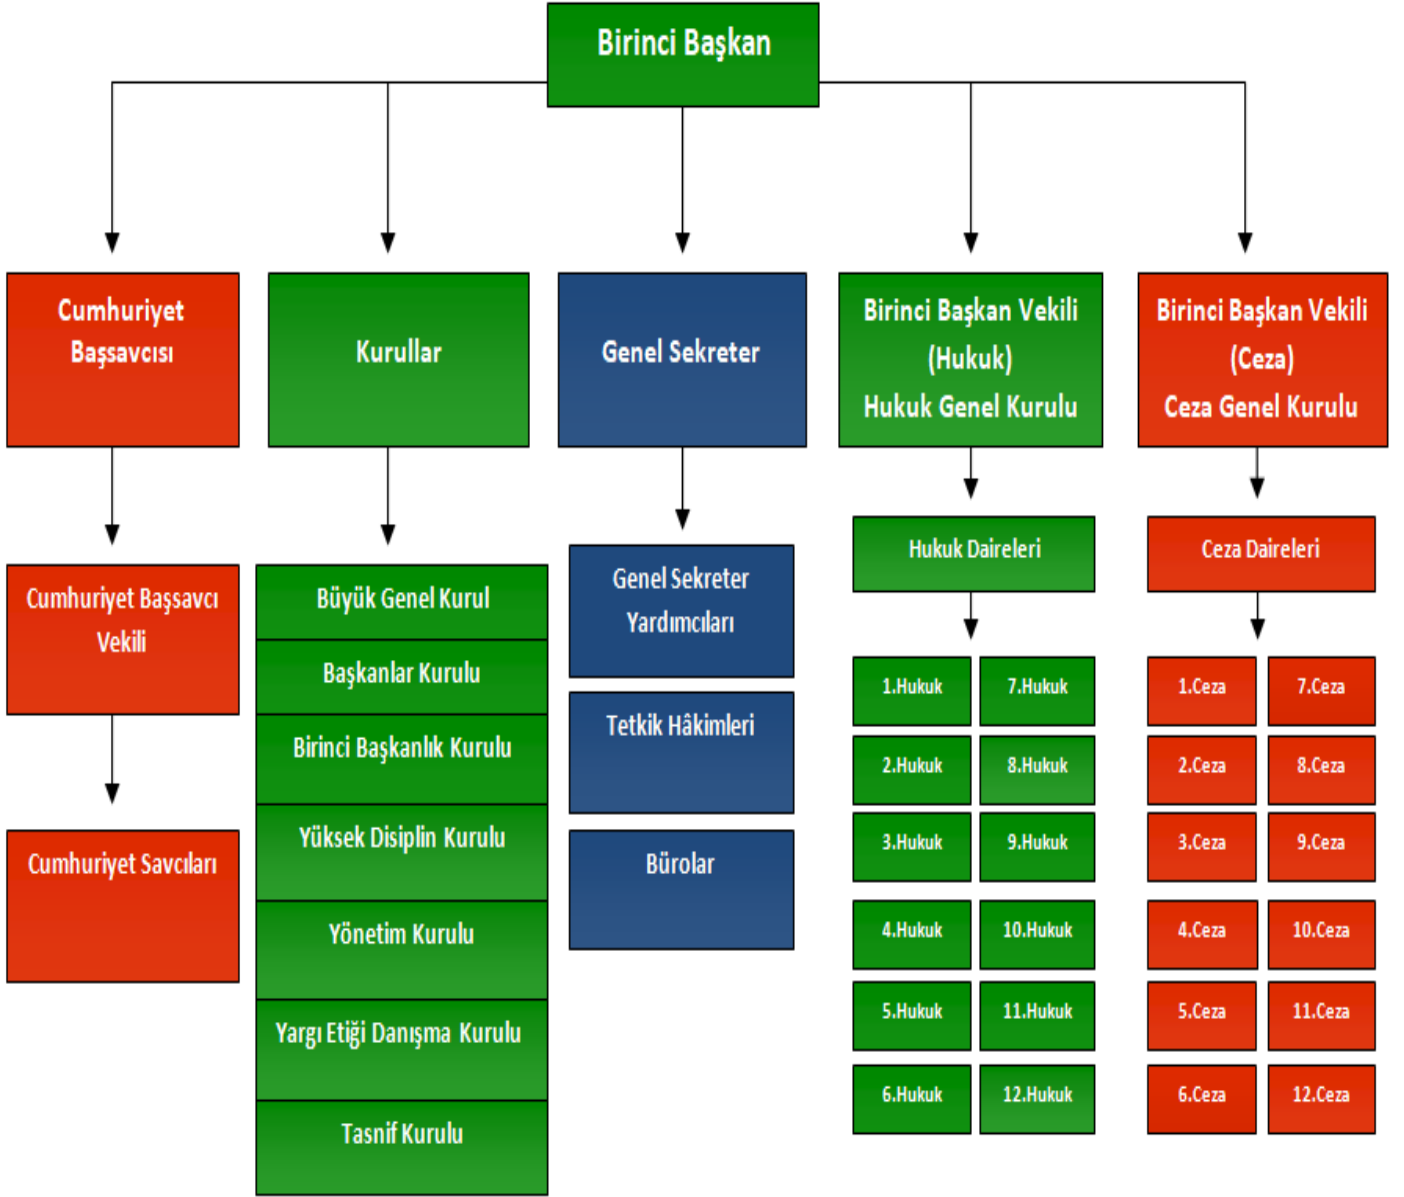 Birinci Başkan
Cumhuriyet
Başsavcısı
Kurullar
Genel Sekreter
Birinci Başkan Vekili
(Hukuk)
Hukuk Genel Kurulu
Birinci Başkan Vekili
(Ceza)
Ceza Genel Kurulu
Cumhuriyet Başsavcı
Vekili
Cumhuriyet Savcıları
Büyük Genel Kurul
Başkanlar Kurulu
Birinci Başkanlık Kurulu
Yüksek Disiplin Kurulu
Yönetim Kurulu
Yargı Etiği Danışma Kurulu
Tasnif Kurulu
Genel Sekreter
Yardımcıları
Tetkik Hâkimleri
Bürolar
Hukuk Daireleri
1.Hukuk
7.Hukuk
2.Hukuk
8.Hukuk
3.Hukuk
9.Hukuk
4.Hukuk
10.Hukuk
5.Hukuk
11.Hukuk
6.Hukuk
12.Hukuk
Ceza Daireleri
1.Ceza
7.Ceza
2.Ceza
8.Ceza
3.Ceza
9.Ceza
4.Ceza
10.Ceza
5.Ceza
11.Ceza
6.Ceza
12.Ceza